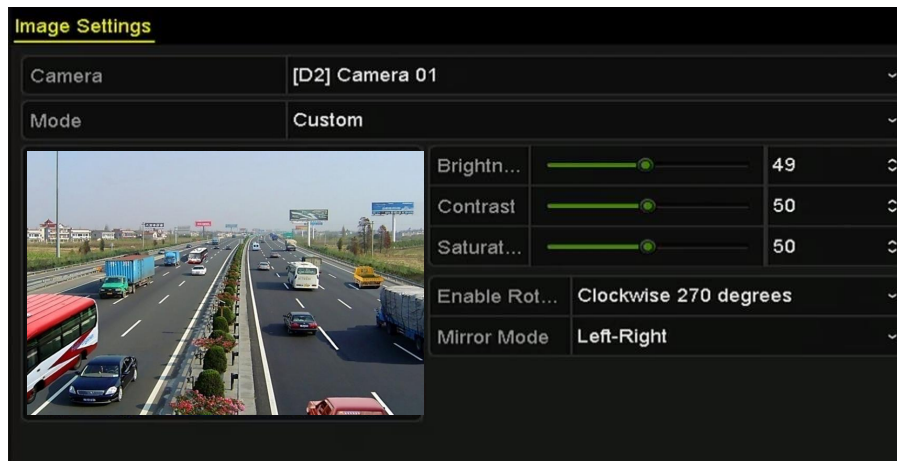 Image Settings
Camera [D2] Camera 01
Mode Custom
Brightn... 49
Contrast 50
Saturat... 50
Enable Rot... Clockwise 270 degrees
Mirror Mode Left-Right